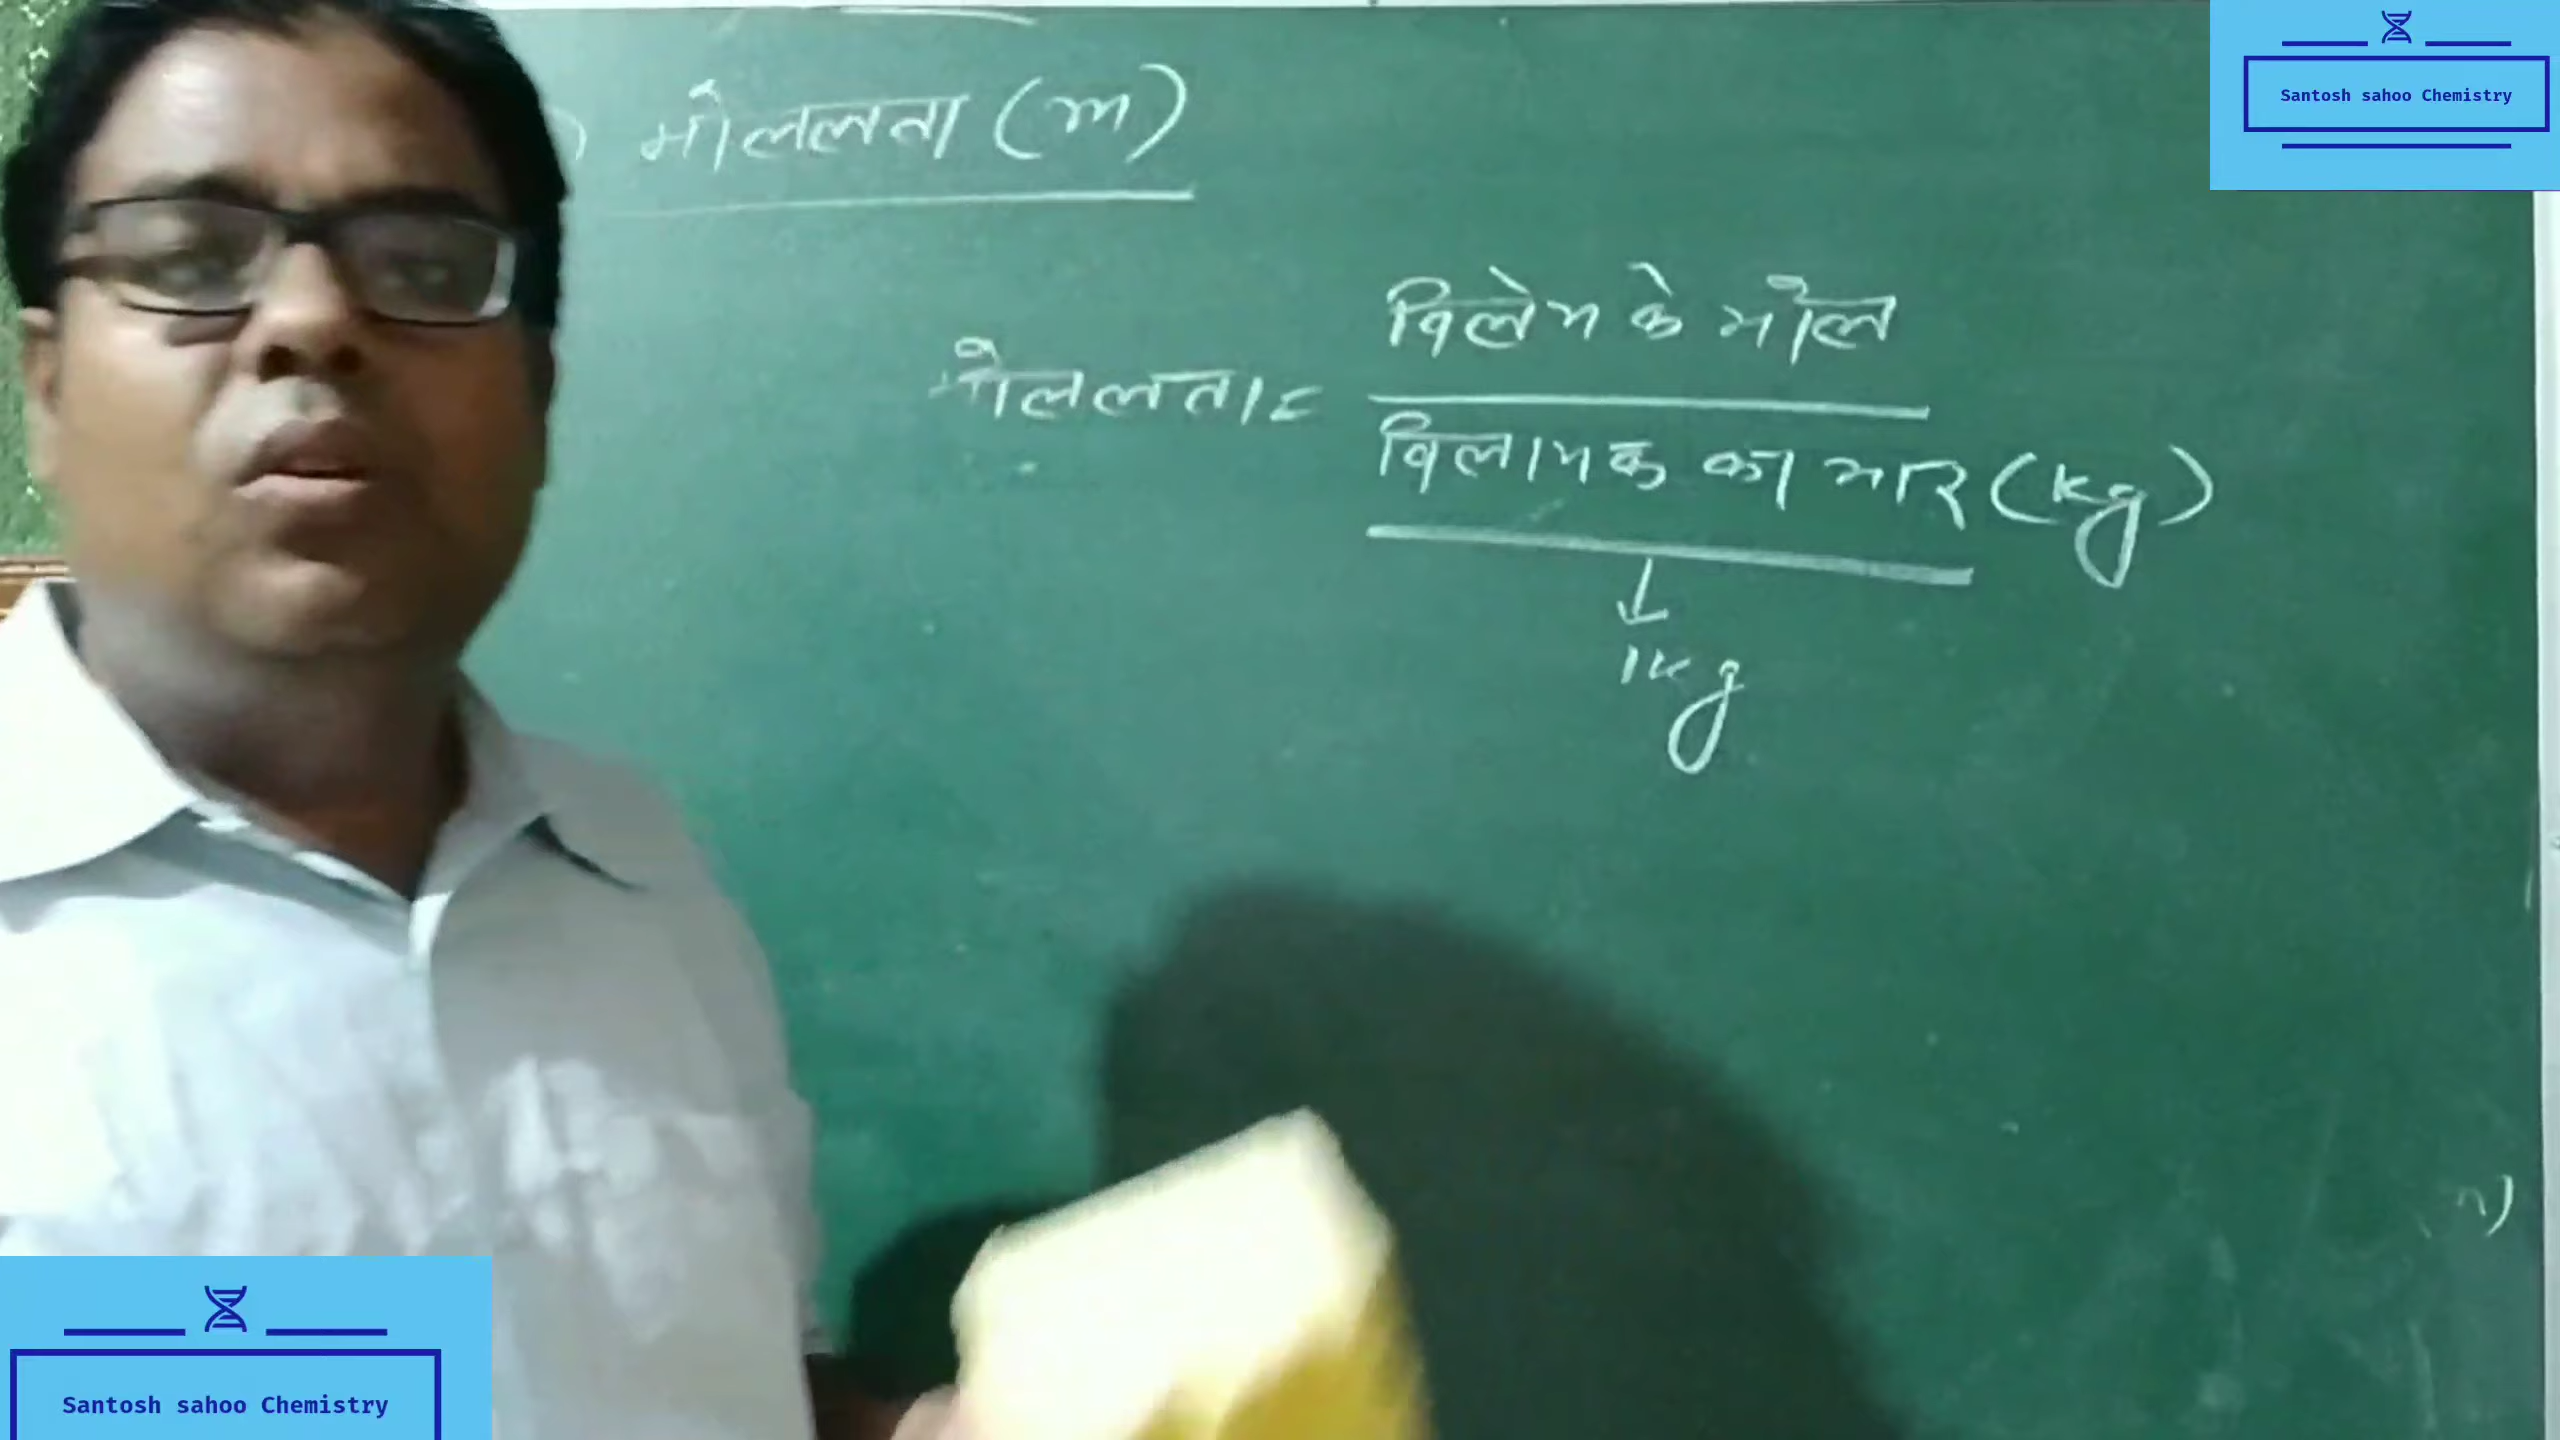 मोललता (m)
Santosh sahoo Chemistry
मोललता = विलेय के मोल
विलायक का भार (kg)
↓
1kg
Santosh sahoo Chemistry